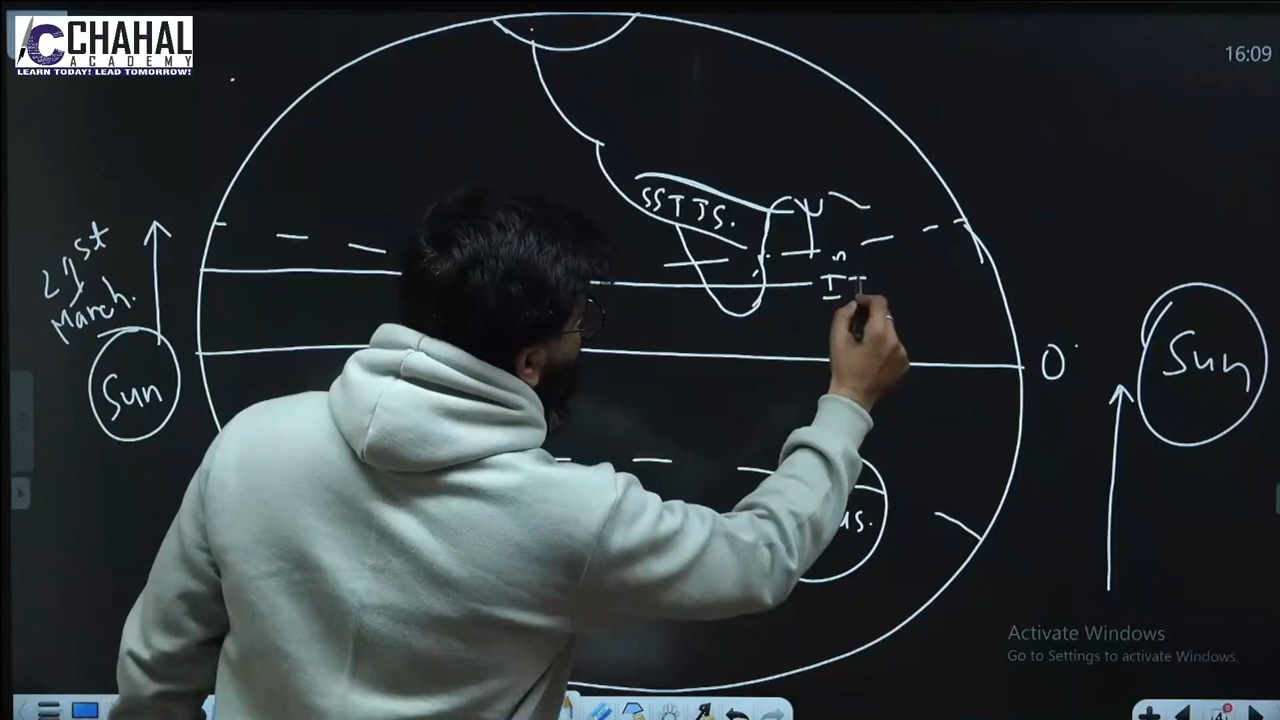 CHAHAL
ACADEMY
LEARN TODAY! LEAD TOMORROW!
16:09
21st
March.
Sun
SSTJS.
IT
0°
Sun
Activate Windows
Go to Settings to activate Windows.